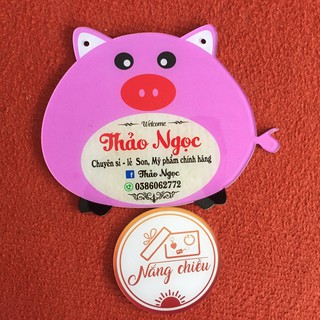 Welcome
Thảo Ngọc
Chuyên sỉ - lẻ Son, Mỹ phẩm chính hãng
Thảo Ngọc
0386062772
Nắng chiều